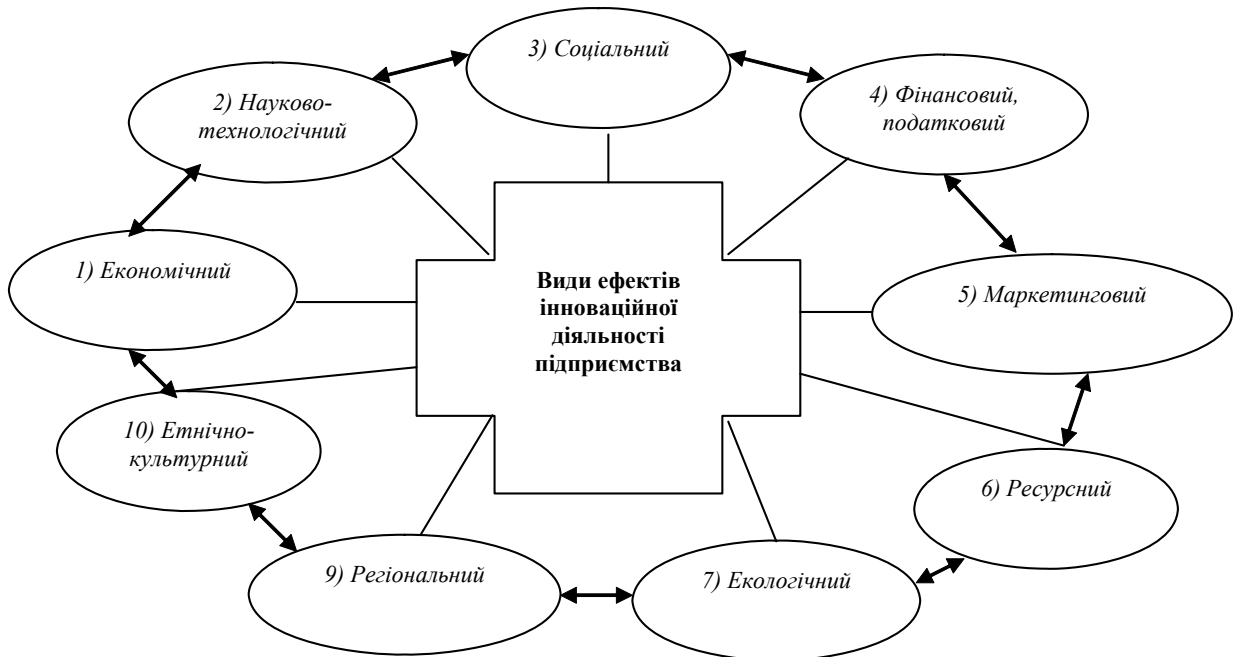 3) Соціальний
2) Науково-
технологічний
4) Фінансовий,
податковий
1) Економічний
Види ефектів
інноваційної
діяльності
підприємства
5) Маркетинговий
10) Етнічно-
культурний
6) Ресурсний
9) Регіональний
7) Екологічний